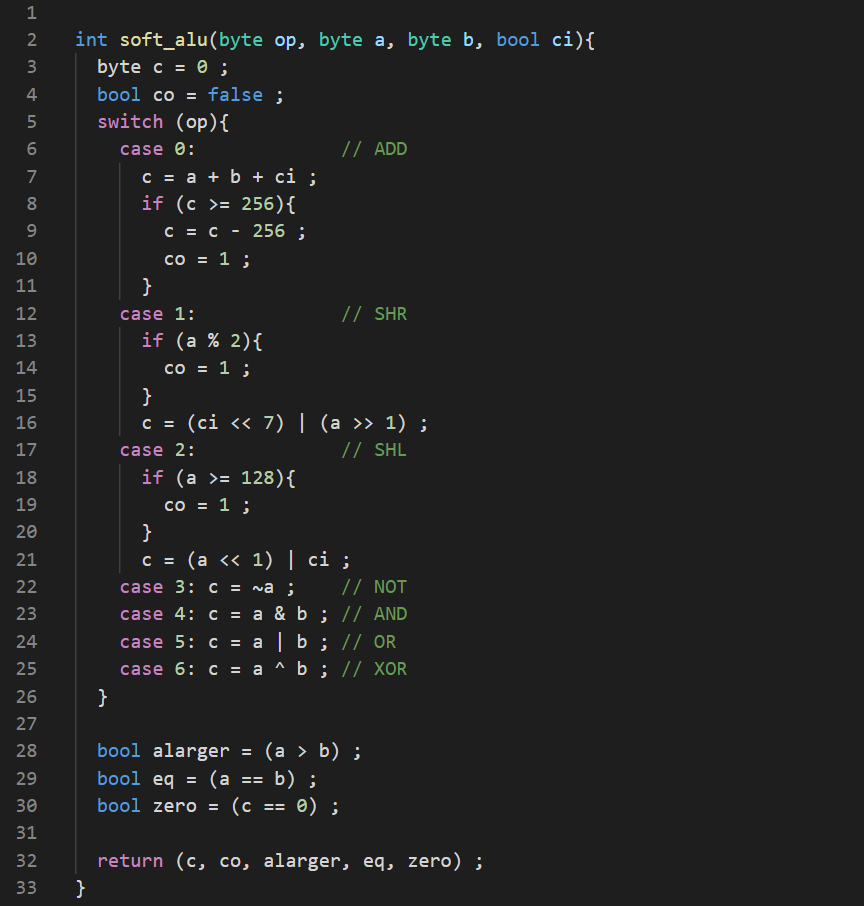 1
2 int soft_alu(byte op, byte a, byte b, bool ci){
3 byte c = 0 ;
4 bool co = false ;
5 switch (op){
6 case 0: // ADD
7 c = a + b + ci ;
8 if (c >= 256){
9 c = c - 256 ;
10 co = 1 ;
11 }
12 case 1: // SHR
13 if (a % 2){
14 co = 1 ;
15 }
16 c = (ci << 7) | (a >> 1) ;
17 case 2: // SHL
18 if (a >= 128){
19 co = 1 ;
20 }
21 c = (a << 1) | ci ;
22 case 3: c = ~a ; // NOT
23 case 4: c = a & b ; // AND
24 case 5: c = a | b ; // OR
25 case 6: c = a ^ b ; // XOR
26 }
27
28 bool alarger = (a > b) ;
29 bool eq = (a == b) ;
30 bool zero = (c == 0) ;
31
32 return (c, co, alarger, eq, zero) ;
33 }